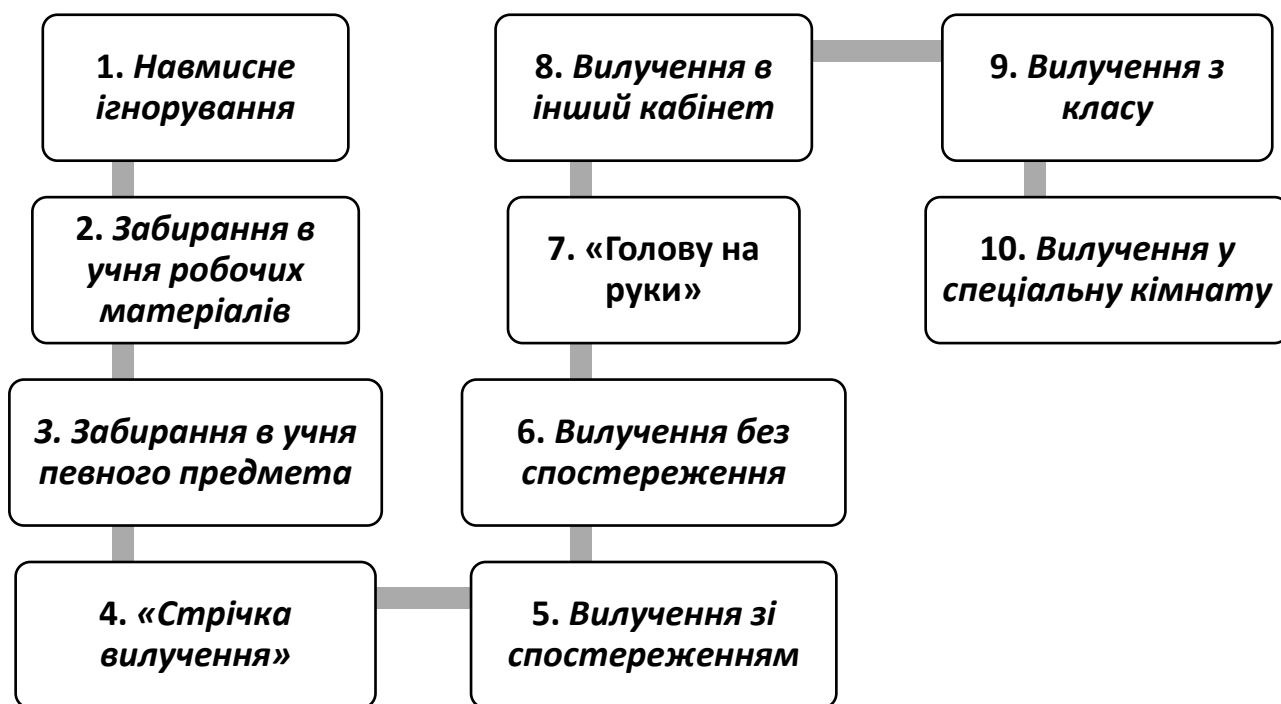 1. Навмисне
ігнорування
2. Забирання в
учня робочих
матеріалів
3. Забирання в учня
певного предмета
4. «Стрічка
вилучення»
5. Вилучення зі
спостереженням
6. Вилучення без
спостереження
7. «Голову на
руки»
8. Вилучення в
інший кабінет
9. Вилучення з
класу
10. Вилучення у
спеціальну кімнату